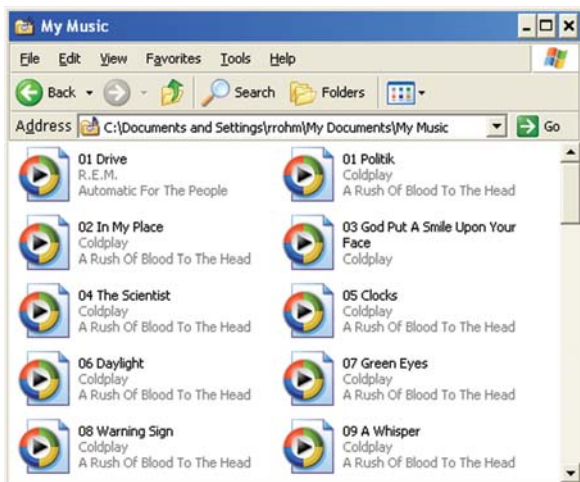 My Music
File Edit View Favorites Tools Help
Back Search Folders
Address C:\Documents and Settings\rrohm\My Documents\My Music Go
01 Drive
R.E.M.
Automatic For The People
01 Politik
Coldplay
A Rush Of Blood To The Head
02 In My Place
Coldplay
A Rush Of Blood To The Head
03 God Put A Smile Upon Your
Face
Coldplay
04 The Scientist
Coldplay
A Rush Of Blood To The Head
05 Clocks
Coldplay
A Rush Of Blood To The Head
06 Daylight
Coldplay
A Rush Of Blood To The Head
07 Green Eyes
Coldplay
A Rush Of Blood To The Head
08 Warning Sign
Coldplay
A Rush Of Blood To The Head
09 A Whisper
Coldplay
A Rush Of Blood To The Head